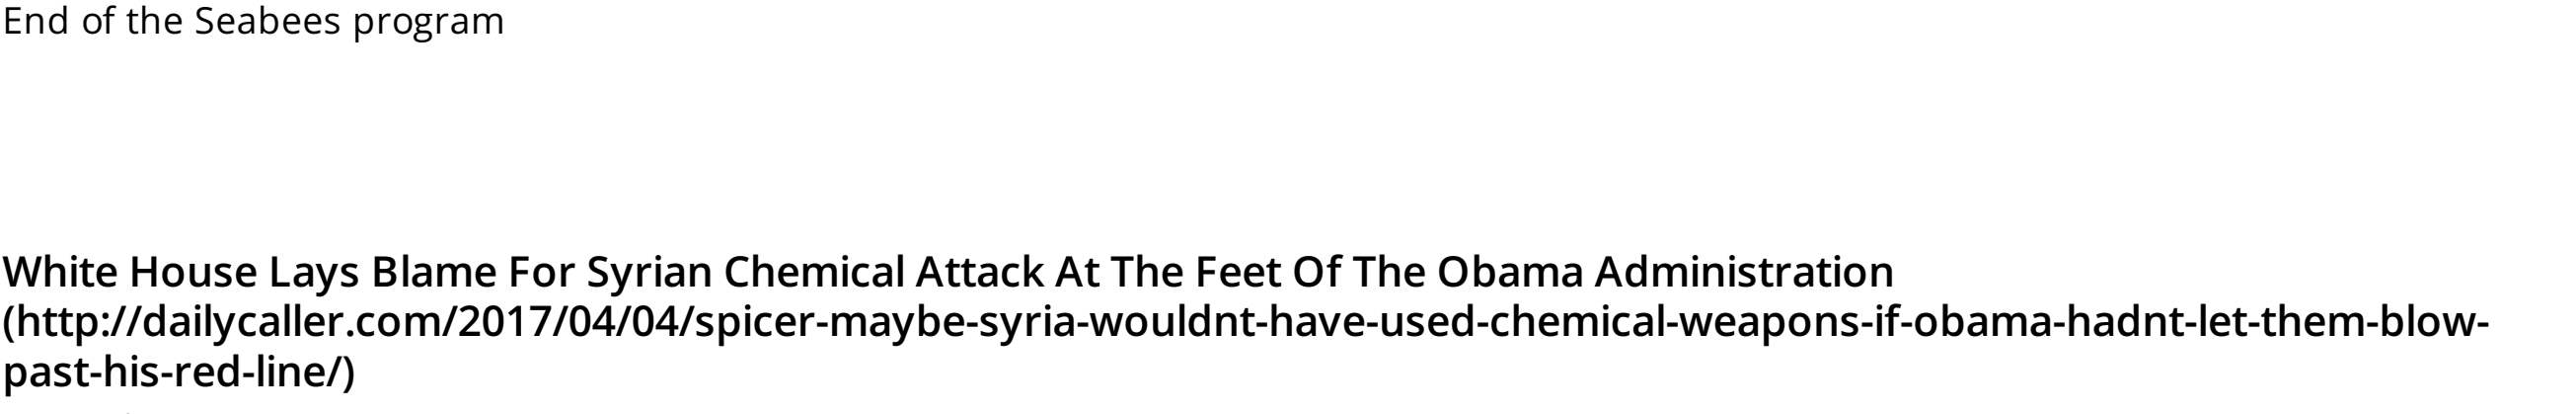 End of the Seabees program
White House Lays Blame For Syrian Chemical Attack At The Feet Of The Obama Administration
(http://dailycaller.com/2017/04/04/spicer-maybe-syria-wouldnt-have-used-chemical-weapons-if-obama-hadnt-let-them-blow-
past-his-red-line/)